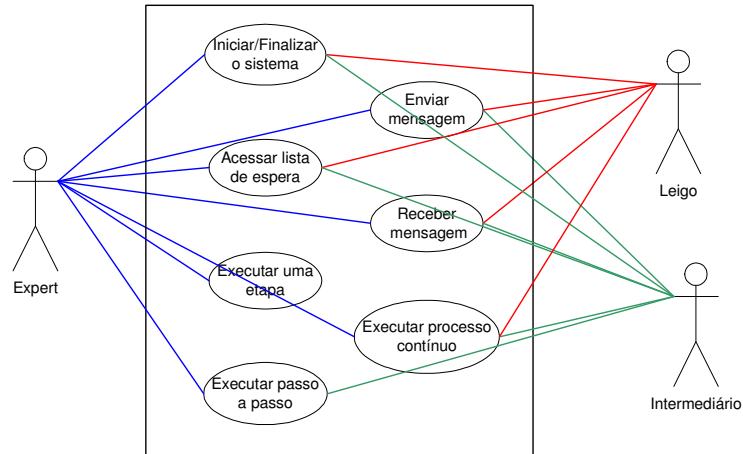 Iniciar/Finalizar
o sistema
Enviar
mensagem
Acessar lista
de espera
Leigo
Receber
mensagem
Expert
Executar uma
etapa
Executar processo
contínuo
Executar passo
a passo
Intermediário